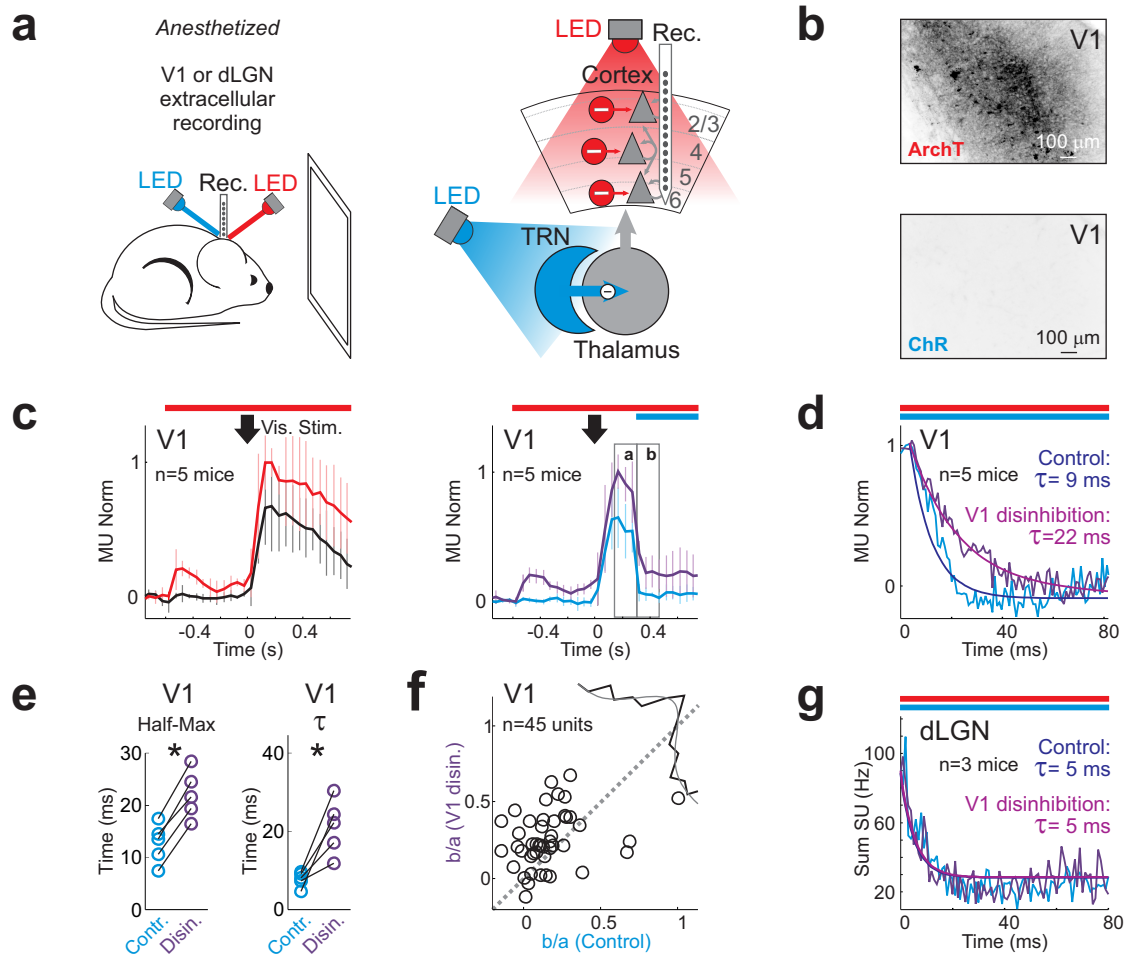 a
Anesthetized
V1 or dLGN
extracellular
recording
LED
Rec.
LED
LED
Rec.
Cortex
2/3
4
5
6
LED
TRN
Thalamus
b
V1
ArchT
100 μm
V1
ChR
100 μm
c
V1
Vis. Stim.
n=5 mice
MU Norm
1
0
-0.4
0
0.4
Time (s)
V1
n=5 mice
a
b
MU Norm
1
0
-0.4
0
0.4
Time (s)
d
V1
n=5 mice
Control:
τ= 9 ms
V1 disinhibition:
τ=22 ms
MU Norm
1
0
0
40
80
Time (ms)
e
V1
Half-Max
*
Time (ms)
30
20
10
0
Contr.
Disin.
V1
τ
*
Time (ms)
40
20
0
Contr.
Disin.
f
V1
n=45 units
b/a (V1 disin.)
1
0.5
0
0
0.5
1
b/a (Control)
g
dLGN
n=3 mice
Control:
τ= 5 ms
V1 disinhibition:
τ= 5 ms
Sum SU (Hz)
100
60
20
0
40
80
Time (ms)